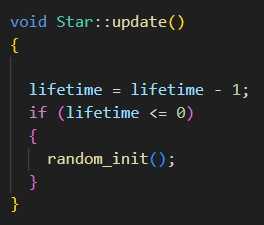 void Star::update()
{
lifetime = lifetime - 1;
if (lifetime <= 0)
{
random_init();
}
}